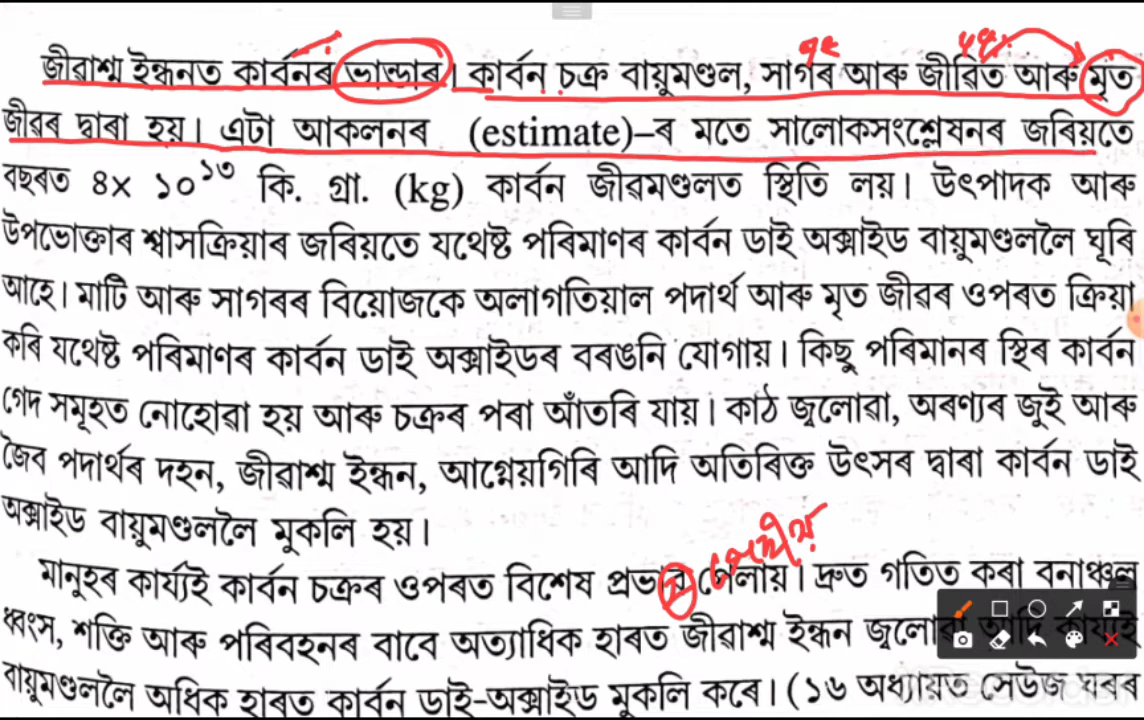 জীৱাশ্ম ইন্ধনত কাৰ্বনৰ ভান্ডাৰ। কাৰ্বন চক্ৰ বায়ুমণ্ডল, সাগৰ আৰু জীৱিত আৰু মৃত
জীৱৰ দ্বাৰা হয়। এটা আকলনৰ (estimate)–ৰ মতে সালোকসংশ্লেষনৰ জৰিয়তে
বছৰত ৪× ১০¹³ কি. গ্ৰা. (kg) কাৰ্বন জীৱমণ্ডলত স্থিতি লয়। উৎপাদক আৰু
উপভোক্তাৰ শ্বাসক্ৰিয়াৰ জৰিয়তে যথেষ্ট পৰিমাণৰ কাৰ্বন ডাই অক্সাইড বায়ুমণ্ডললৈ ঘূৰি
আহে। মাটি আৰু সাগৰৰ বিয়োজকে অলাগতিয়াল পদাৰ্থ আৰু মৃত জীৱৰ ওপৰত ক্ৰিয়া
কৰি যথেষ্ট পৰিমাণৰ কাৰ্বন ডাই অক্সাইডৰ বৰঙনি যোগায়। কিছু পৰিমানৰ স্থিৰ কাৰ্বন
গেদ সমূহত নোহোৱা হয় আৰু চক্ৰৰ পৰা আঁতৰি যায়। কাঠ জ্বলোৱা, অৰণ্যৰ জুই আৰু
জৈব পদাৰ্থৰ দহন, জীৱাশ্ম ইন্ধন, আগ্নেয়গিৰি আদি অতিৰিক্ত উৎসৰ দ্বাৰা কাৰ্বন ডাই
অক্সাইড বায়ুমণ্ডললৈ মুকলি হয়।
মানুহৰ কাৰ্য্যই কাৰ্বন চক্ৰৰ ওপৰত বিশেষ প্ৰভাৱ পেলায়। দ্ৰুত গতিত কৰা বনাঞ্চল
ধ্বংস, শক্তি আৰু পৰিবহনৰ বাবে অত্যাধিক হাৰত জীৱাশ্ম ইন্ধন জ্বলোৱা আদি কাৰ্য্যই
বায়ুমণ্ডললৈ অধিক হাৰত কাৰ্বন ডাই-অক্সাইড মুকলি কৰে। (১৬ অধ্যায়ত সেউজ ঘৰৰ